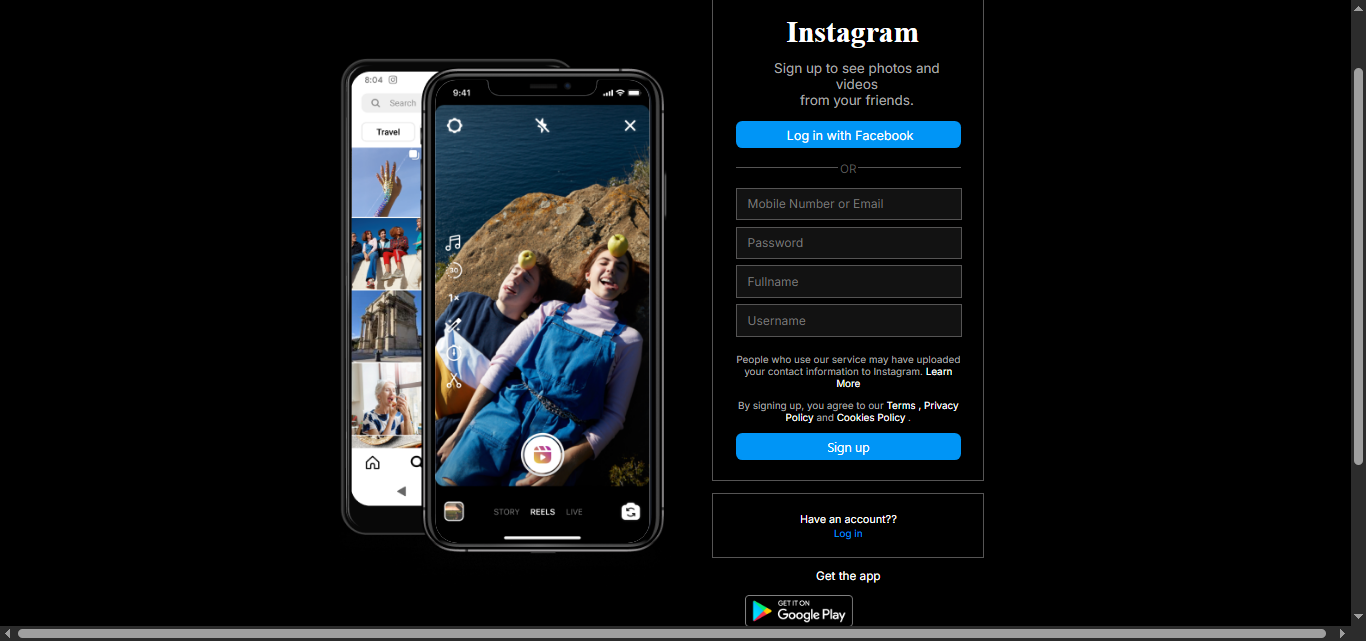 8:04
Search
Travel
9:41
30
1×
STORY REELS LIVE
Instagram
Sign up to see photos and
videos
from your friends.
Log in with Facebook
OR
Mobile Number or Email
Password
Fullname
Username
People who use our service may have uploaded
your contact information to Instagram. Learn
More
By signing up, you agree to our Terms , Privacy
Policy and Cookies Policy .
Sign up
Have an account??
Log in
Get the app
GET IT ON
Google Play